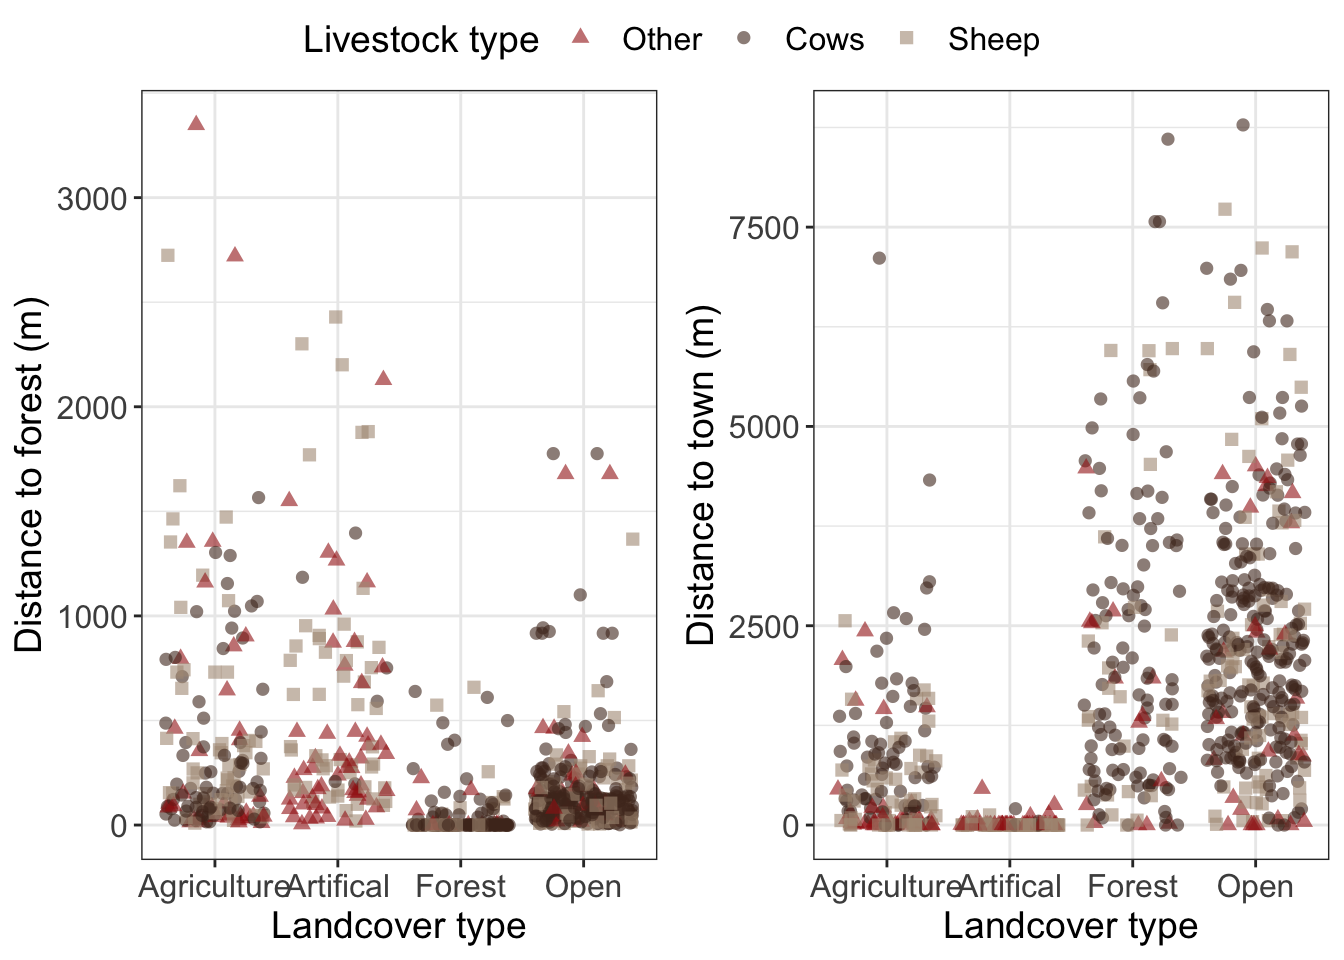 Livestock type Other Cows Sheep
Distance to forest (m)
3000
2000
1000
0
Agriculture Artifical Forest Open
Landcover type
Distance to town (m)
7500
5000
2500
0
Agriculture Artifical Forest Open
Landcover type